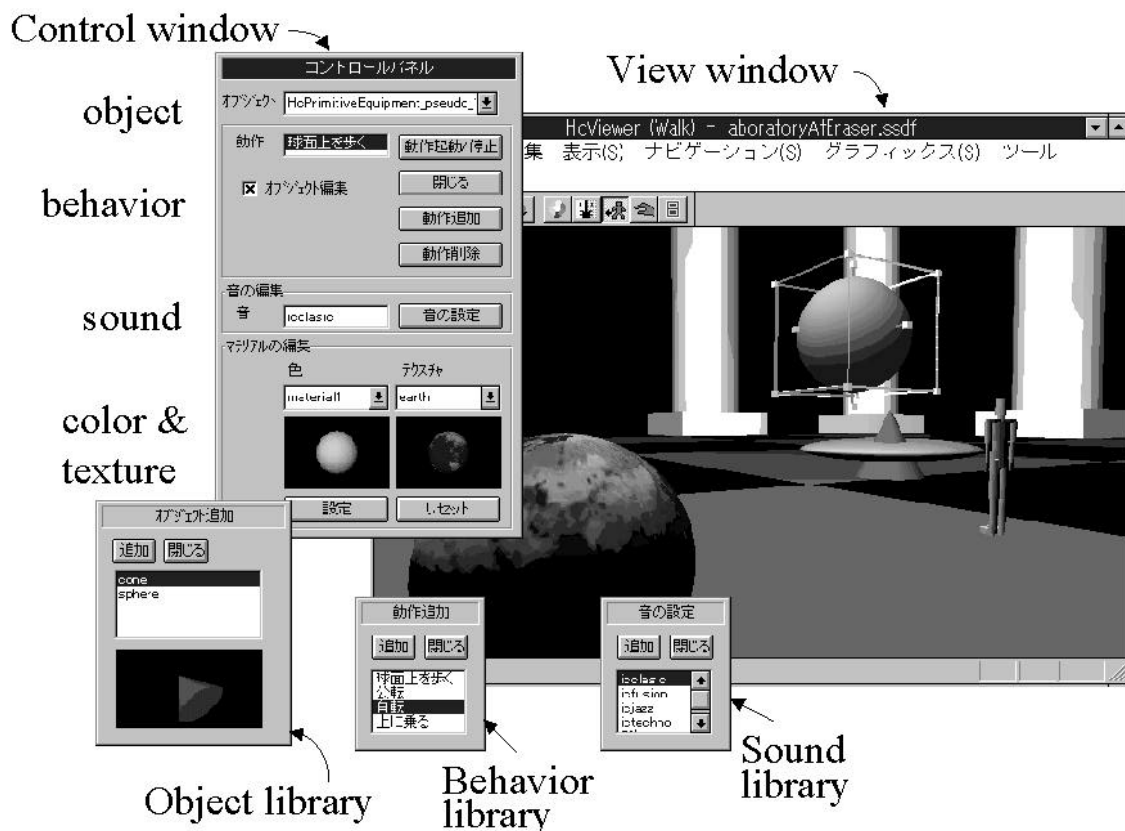 Control window
View window
コントロールパネル
object
オブジェクト
HcPrimitiveEquipment_pseudo_
HcViewer (Walk) - aboratoryAfEraser.ssdf
集 表示(S) ナビゲーション(S) グラフィックス(S) ツール
動作
球面上を歩く
動作起動/停止
behavior
オブジェクト編集
閉じる
動作追加
動作削除
音の編集
sound
音
音の設定
マテリアルの編集
色
テクスチャ
material1
earth
color &
texture
設定
リセット
オブジェクト追加
追加
閉じる
cone
sphere
動作追加
追加
閉じる
球面上を歩く
公転
自転
上に乗る
音の設定
追加
閉じる
icclasic
icfusion
icjazz
ictechno
Object library
Behavior
library
Sound
library